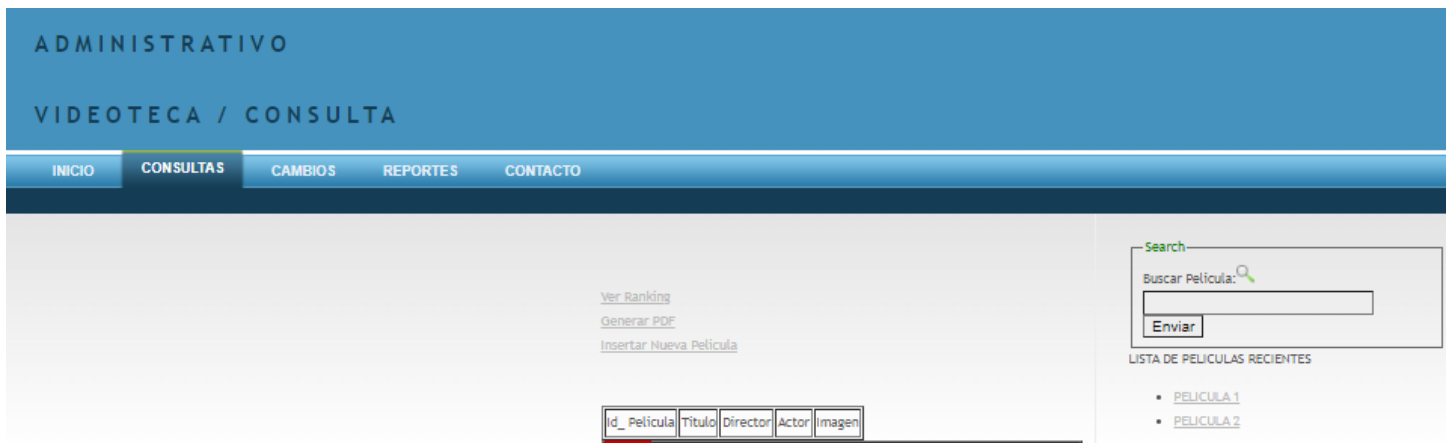 ADMINISTRATIVO
VIDEOTECA / CONSULTA
INICIO CONSULTAS CAMBIOS REPORTES CONTACTO
Ver Ranking
Generar PDF
Insertar Nueva Pelicula
Id_ Pelicula Titulo Director Actor Imagen
Search
Buscar Pelicula:
Enviar
LISTA DE PELICULAS RECIENTES
PELICULA 1
PELICULA 2